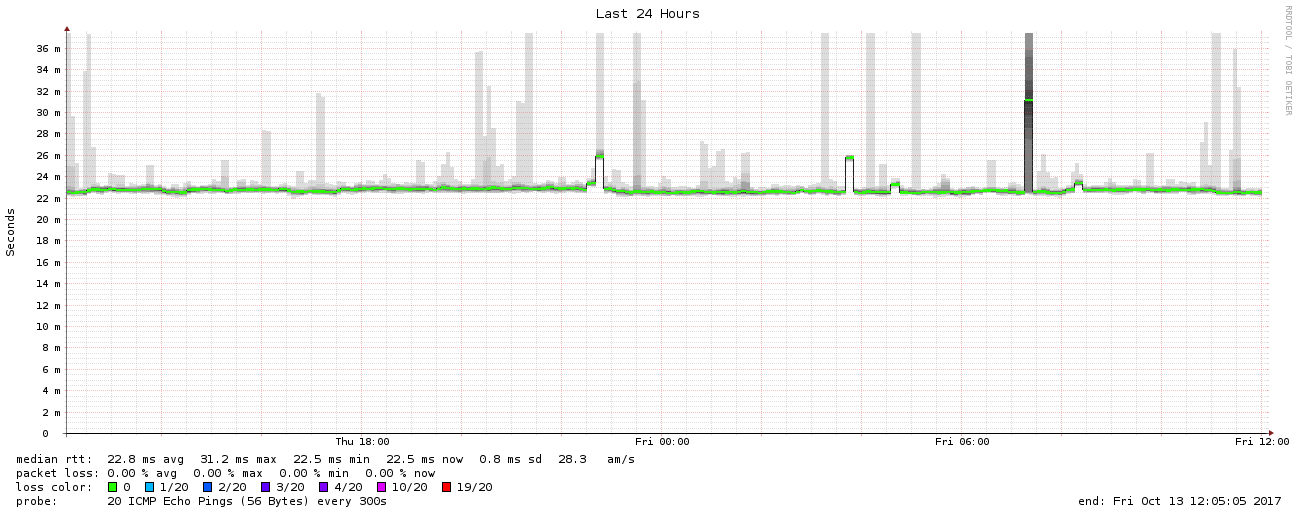 Last 24 Hours
RRDTOOL / TOBI OETIKER
36 m
34 m
32 m
30 m
28 m
26 m
24 m
22 m
20 m
18 m
16 m
14 m
12 m
10 m
8 m
6 m
4 m
2 m
0
Seconds
Thu 18:00 Fri 00:00 Fri 06:00 Fri 12:00
median rtt: 22.8 ms avg 31.2 ms max 22.5 ms min 22.5 ms now 0.8 ms sd 28.3 am/s
packet loss: 0.00 % avg 0.00 % max 0.00 % min 0.00 % now
loss color: 0 1/20 2/20 3/20 4/20 10/20 19/20
probe: 20 ICMP Echo Pings (56 Bytes) every 300s end: Fri Oct 13 12:05:05 2017